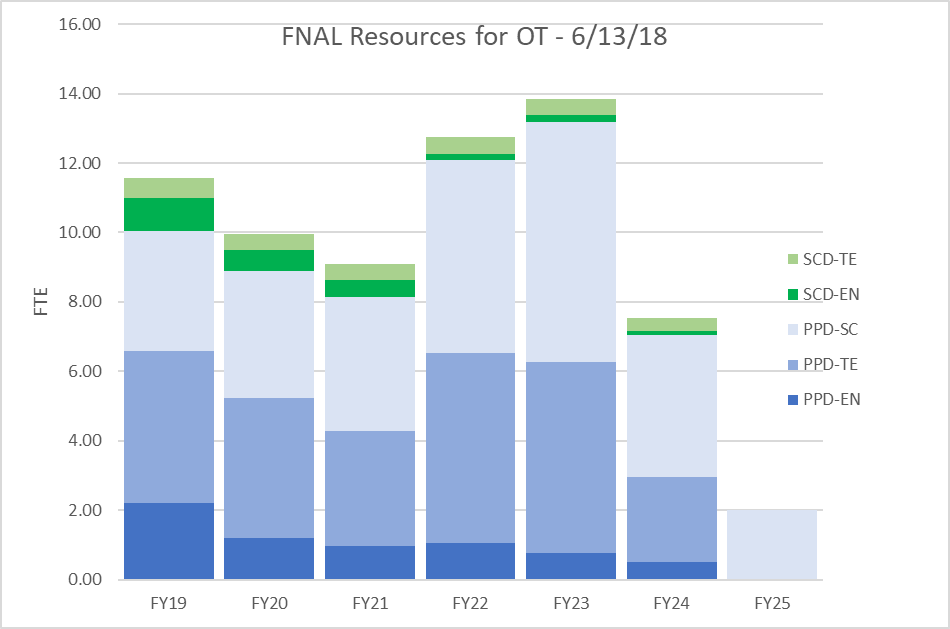 FNAL Resources for OT - 6/13/18
16.00
14.00
12.00
10.00
8.00
6.00
4.00
2.00
0.00
FTE
FY19 FY20 FY21 FY22 FY23 FY24 FY25
SCD-TE
SCD-EN
PPD-SC
PPD-TE
PPD-EN